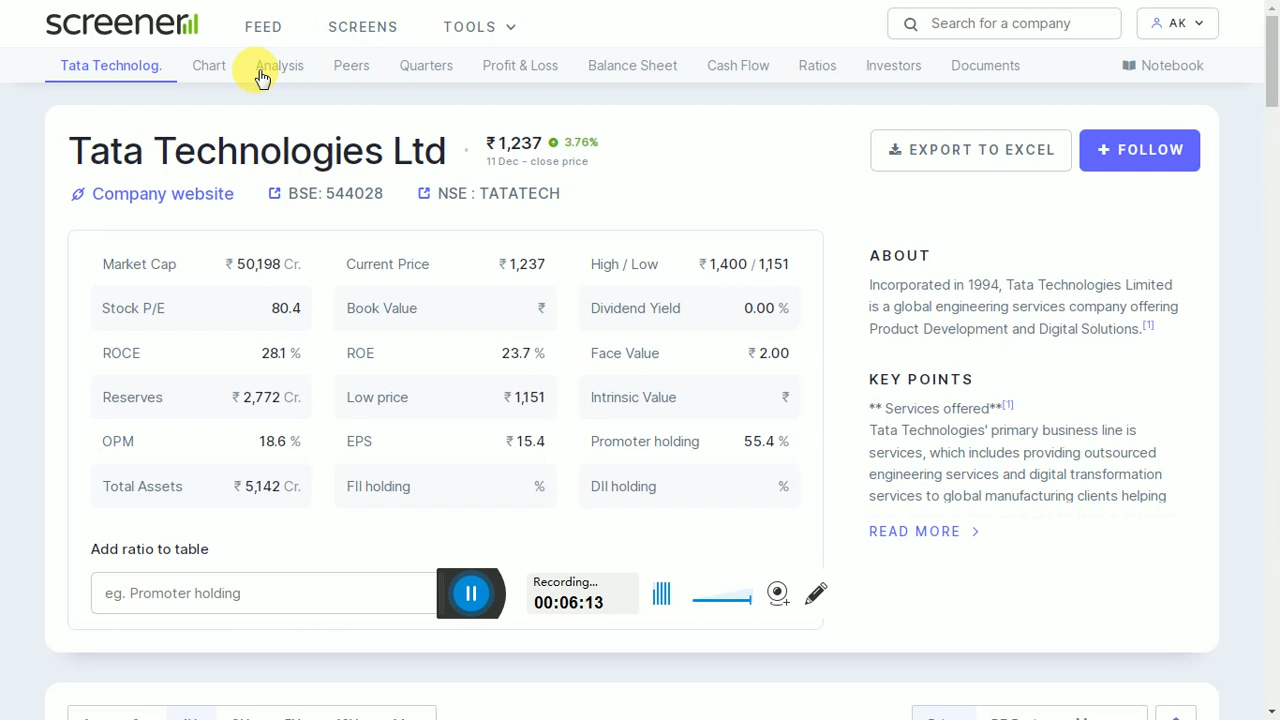 screener
FEED SCREENS TOOLS
Search for a company
AK
Tata Technolog. Chart Analysis Peers Quarters Profit & Loss Balance Sheet Cash Flow Ratios Investors Documents Notebook
Tata Technologies Ltd
₹ 1,237 3.76%
11 Dec - close price
EXPORT TO EXCEL
+ FOLLOW
Company website BSE: 544028 NSE : TATATECH
Market Cap ₹ 50,198 Cr. Current Price ₹ 1,237 High / Low ₹ 1,400 / 1,151
Stock P/E 80.4 Book Value ₹ Dividend Yield 0.00 %
ROCE 28.1 % ROE 23.7 % Face Value ₹ 2.00
Reserves ₹ 2,772 Cr. Low price ₹ 1,151 Intrinsic Value ₹
OPM 18.6 % EPS ₹ 15.4 Promoter holding 55.4 %
Total Assets ₹ 5,142 Cr. FII holding % DII holding %
Add ratio to table
eg. Promoter holding
Recording...
00:06:13
ABOUT
Incorporated in 1994, Tata Technologies Limited
is a global engineering services company offering
Product Development and Digital Solutions.[1]
KEY POINTS
** Services offered**[1]
Tata Technologies' primary business line is
services, which includes providing outsourced
engineering services and digital transformation
services to global manufacturing clients helping
READ MORE